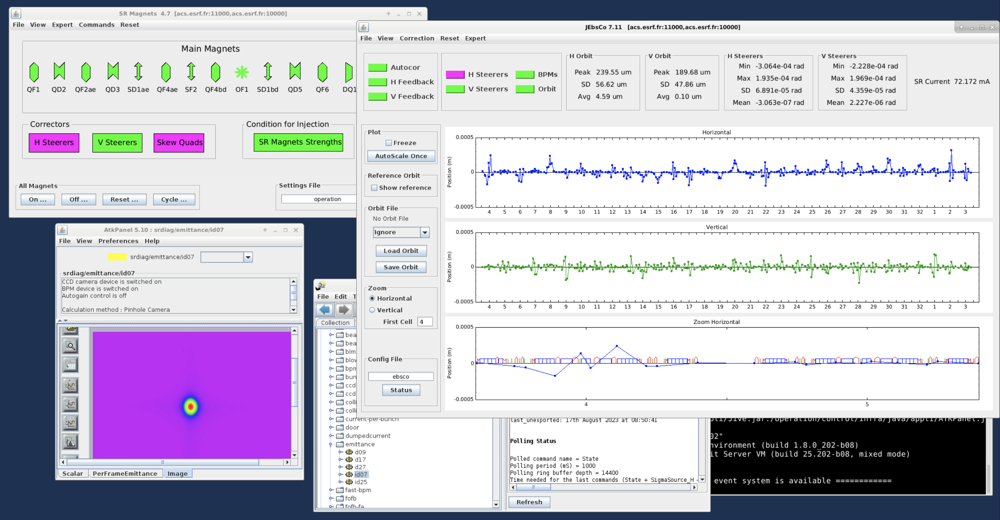 SR Magnets 4.7 [acs.esrf.fr:11000,acs.esrf.fr:10000]
File View Expert Commands Reset
Main Magnets
QF1 QD2 QF2ae QD3 SD1ae QF4ae SF2 QF4bd OF1 SD1bd QD5 QF6 DQ1
Correctors
H Steerers V Steerers Skew Quads
Condition for Injection
SR Magnets Strengths
All Magnets
On ... Off ... Reset ... Cycle ...
Settings File
operation
JEbsCo 7.11 [acs.esrf.fr:11000,acs.esrf.fr:10000]
File View Correction Reset Expert
Autocor
H Feedback
V Feedback
H Steerers BPMs
V Steerers Orbit
H Orbit
Peak 239.55 um
SD 56.62 um
Avg 4.59 um
V Orbit
Peak 189.68 um
SD 47.86 um
Avg 0.10 um
H Steerers
Min -3.064e-04 rad
Max 1.935e-04 rad
SD 6.891e-05 rad
Mean -3.063e-07 rad
V Steerers
Min -2.228e-04 rad
Max 1.969e-04 rad
SD 4.359e-05 rad
Mean 2.227e-06 rad
SR Current 72.172 mA
Plot
Freeze
AutoScale Once
Reference Orbit
Show reference
Orbit File
No Orbit File
Ignore
Load Orbit
Save Orbit
Zoom
Horizontal
Vertical
First Cell 4
Config File
ebsco
Status
Horizontal
0.0005
Position (m)
0
-0.0005
4 5 6 7 8 9 10 11 12 13 14 15 16 17 18 19 20 21 22 23 24 25 26 27 28 29 30 31 32 1 2 3
Vertical
0.0005
Position (m)
0
-0.0005
4 5 6 7 8 9 10 11 12 13 14 15 16 17 18 19 20 21 22 23 24 25 26 27 28 29 30 31 32 1 2 3
Zoom Horizontal
0.0005
Position (m)
0
-0.0005
4 5
AtkPanel 5.10 : srdiag/emittance/id07
File View Preferences Help
srdiag/emittance/id07
srdiag/emittance/id07
CCD camera device is switched on
BPM device is switched on
Autogain control is off
Calculation method : Pinhole Camera
Scalar PerFrameEmittance Image
File Edit T
Collection
bea
bea
blm
blow
bpm
bun
ccd
ccd
colli
colli
current-per-bunch
door
dumpedcurrent
emittance
d09
d17
d27
id07
id25
fast-bpm
fofb
fofb-fa
last_unexported: 17th August 2023 at 08:50:41
Polling Status
Polled command name = State
Polling period (mS) = 1000
Polling ring buffer depth = 14400
Time needed for the last commands (State + SigmaSource_H -
Refresh
pli/Jive.jar:/operation/control/infra/java/appli/ATKPanel.j
02"
nvironment (build 1.8.0_202-b08)
it Server VM (build 25.202-b08, mixed mode)
event system is available ============